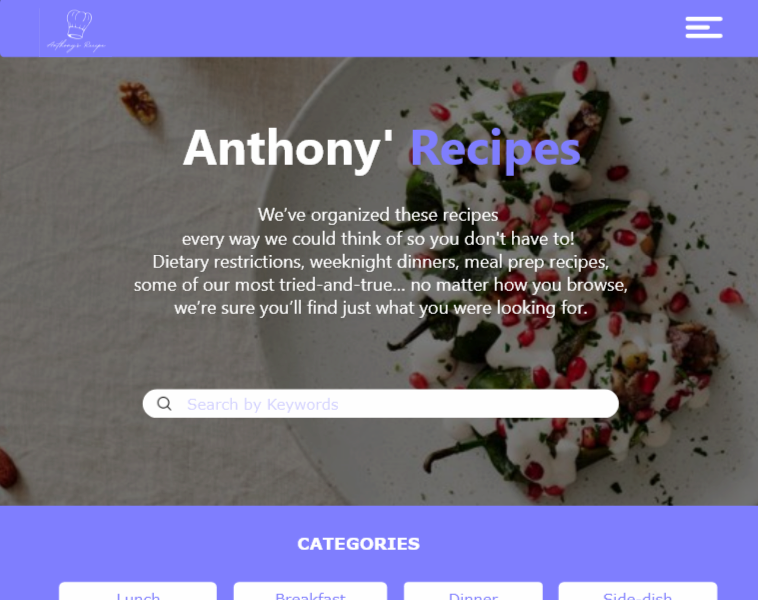 Anthony's Recipe
Anthony' Recipes
We’ve organized these recipes
every way we could think of so you don't have to!
Dietary restrictions, weeknight dinners, meal prep recipes,
some of our most tried-and-true... no matter how you browse,
we’re sure you’ll find just what you were looking for.
Search by Keywords
CATEGORIES
Lunch Breakfast Dinner Side-dish